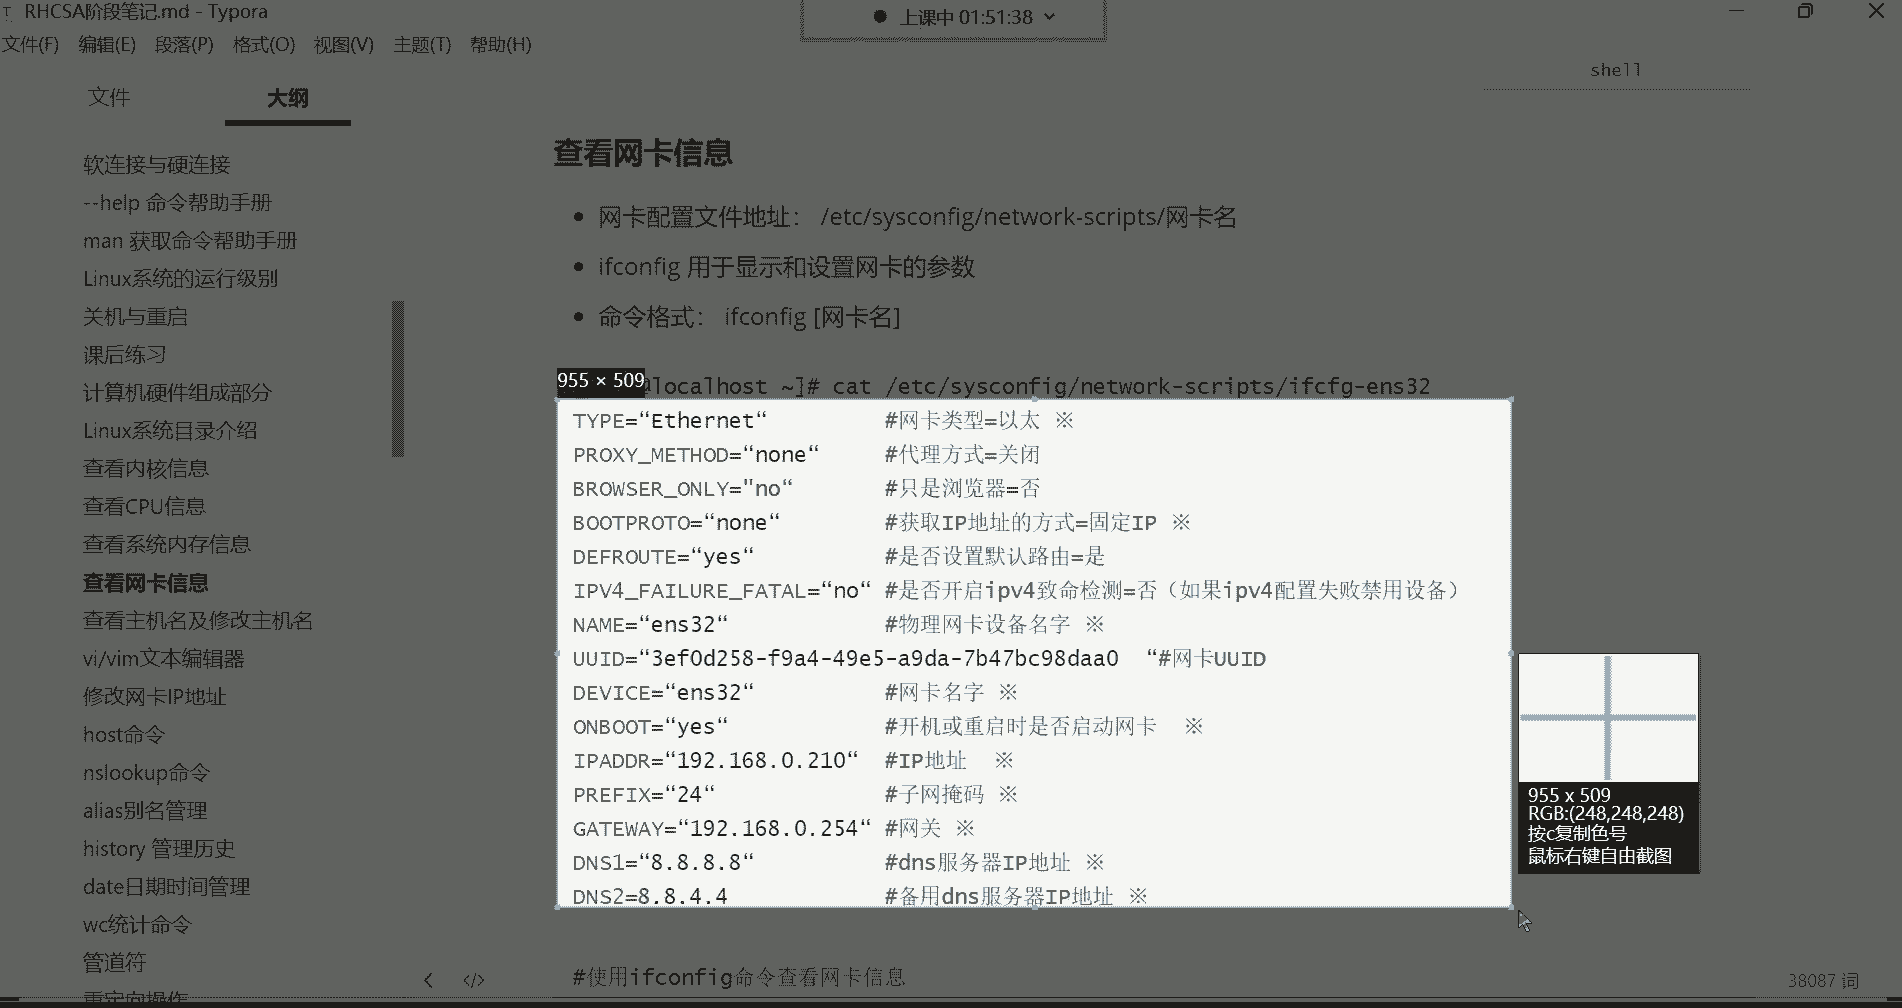 RHCSA阶段笔记.md - Typora
上课中 01:51:38
文件(F) 编辑(E) 段落(P) 格式(O) 视图(V) 主题(T) 帮助(H)
shell
文件 大纲
软连接与硬连接
--help 命令帮助手册
man 获取命令帮助手册
Linux系统的运行级别
关机与重启
课后练习
计算机硬件组成部分
Linux系统目录介绍
查看内核信息
查看CPU信息
查看系统内存信息
查看网卡信息
查看主机名及修改主机名
vi/vim文本编辑器
修改网卡IP地址
host命令
nslookup命令
alias别名管理
history 管理历史
date日期时间管理
wc统计命令
管道符
重定向操作
查看网卡信息
网卡配置文件地址： /etc/sysconfig/network-scripts/网卡名
ifconfig 用于显示和设置网卡的参数
命令格式： ifconfig [网卡名]
955 × 509
@localhost ~]# cat /etc/sysconfig/network-scripts/ifcfg-ens32
TYPE=“Ethernet“ #网卡类型=以太 ※
PROXY_METHOD=“none“ #代理方式=关闭
BROWSER_ONLY="no“ #只是浏览器=否
BOOTPROTO=“none“ #获取IP地址的方式=固定IP ※
DEFROUTE=“yes“ #是否设置默认路由=是
IPV4_FAILURE_FATAL=“no“ #是否开启ipv4致命检测=否（如果ipv4配置失败禁用设备）
NAME=“ens32“ #物理网卡设备名字 ※
UUID=“3ef0d258-f9a4-49e5-a9da-7b47bc98daa0 “#网卡UUID
DEVICE=“ens32“ #网卡名字 ※
ONBOOT=“yes“ #开机或重启时是否启动网卡 ※
IPADDR=“192.168.0.210“ #IP地址 ※
PREFIX=“24“ #子网掩码 ※
GATEWAY=“192.168.0.254“ #网关 ※
DNS1=“8.8.8.8“ #dns服务器IP地址 ※
DNS2=8.8.4.4 #备用dns服务器IP地址 ※
#使用ifconfig命令查看网卡信息
955 x 509
RGB:(248,248,248)
按c复制色号
鼠标右键自由截图
38087 词